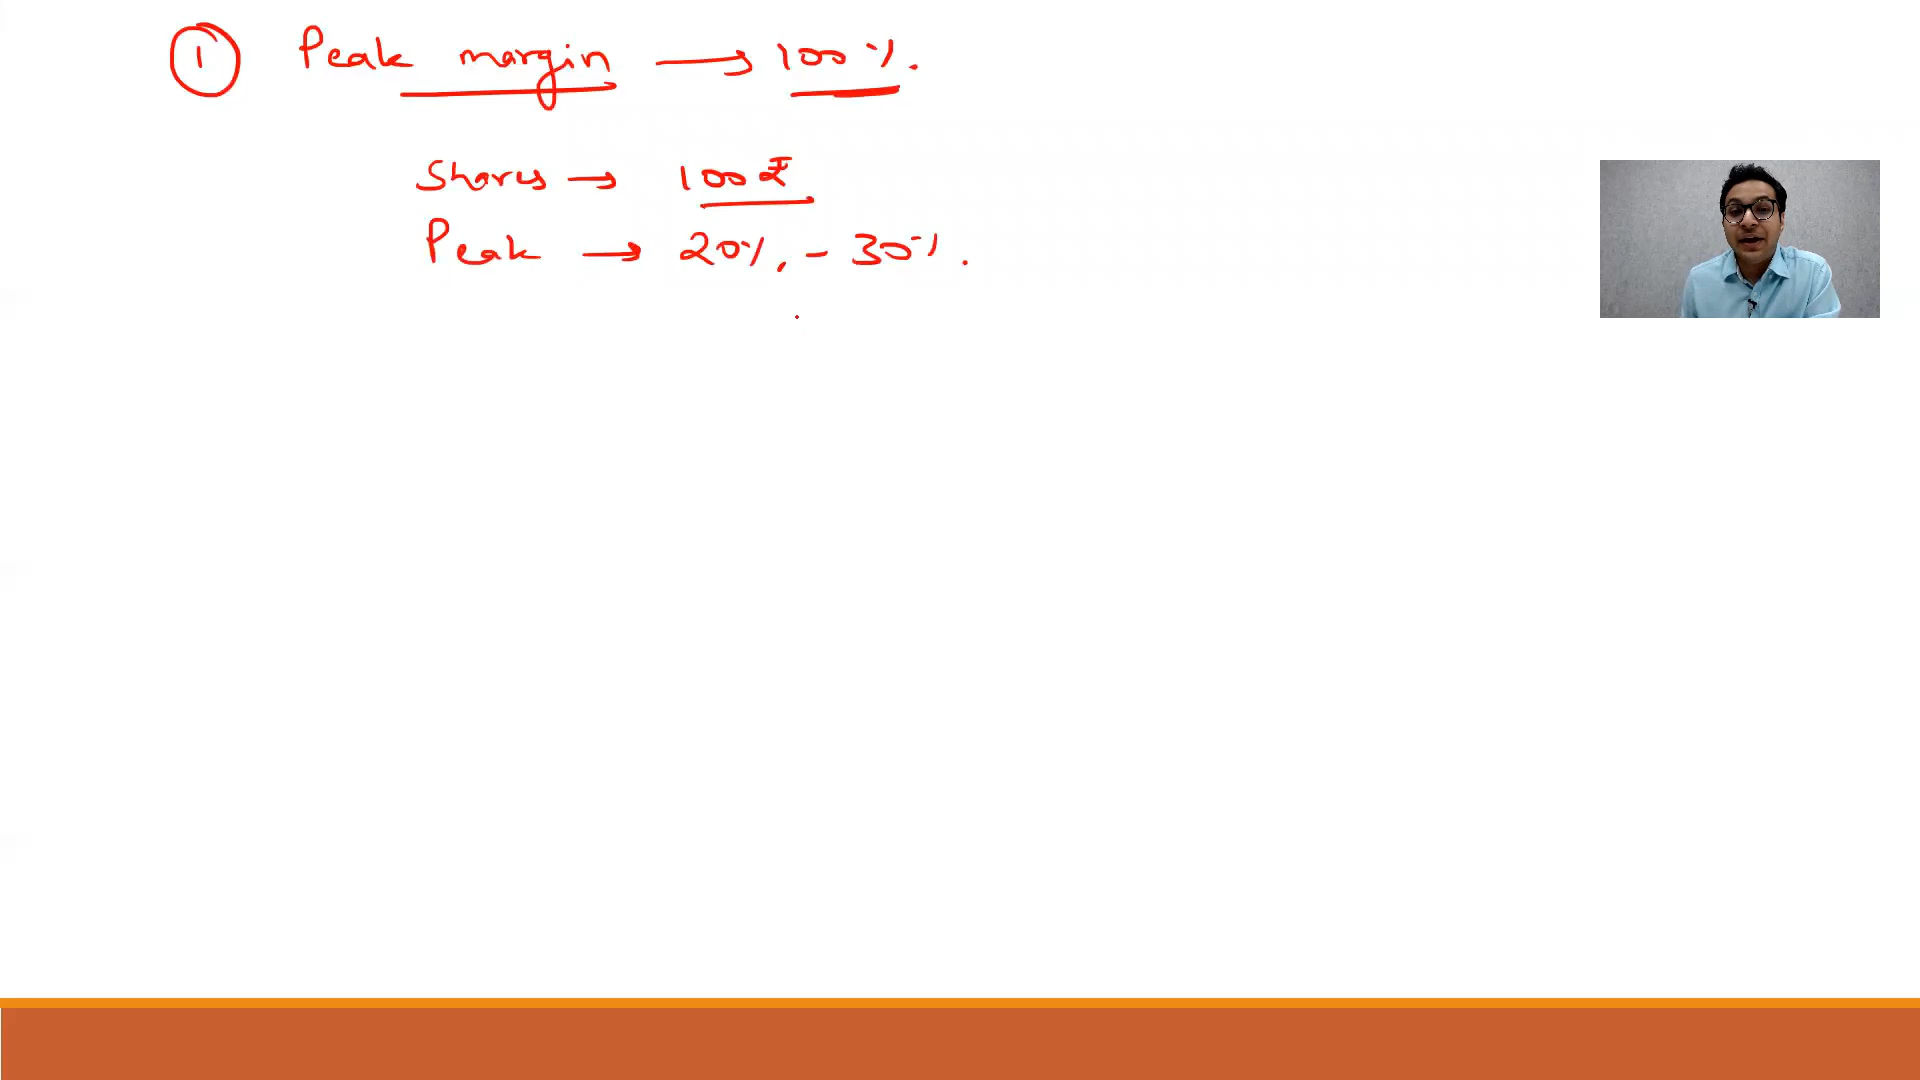 1 Peak margin → 100%.
Shares → 100₹
Peak → 20%. - 30%.